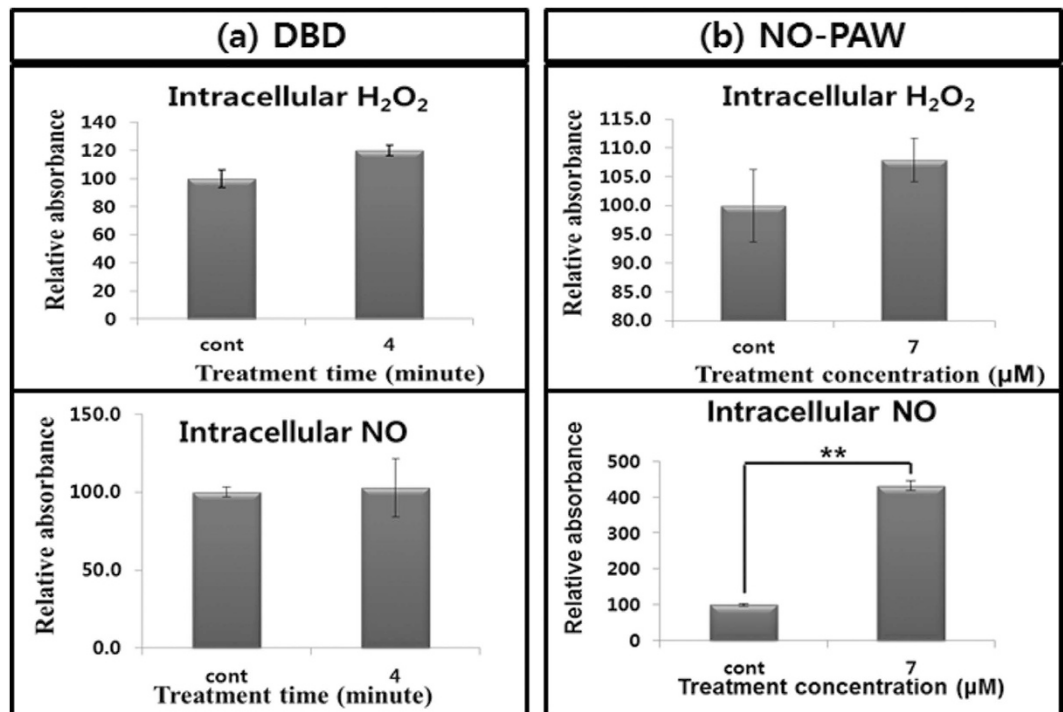 (a) DBD
Intracellular H₂O₂
Relative absorbance
140
120
100
80
60
40
20
0
cont 4
Treatment time (minute)
Intracellular NO
Relative absorbance
150.0
100.0
50.0
0.0
cont 4
Treatment time (minute)
(b) NO-PAW
Intracellular H₂O₂
Relative absorbance
115.0
110.0
105.0
100.0
95.0
90.0
85.0
80.0
cont 7
Treatment concentration (μM)
Intracellular NO
Relative absorbance
500
400
300
200
100
0
**
cont 7
Treatment concentration (μM)